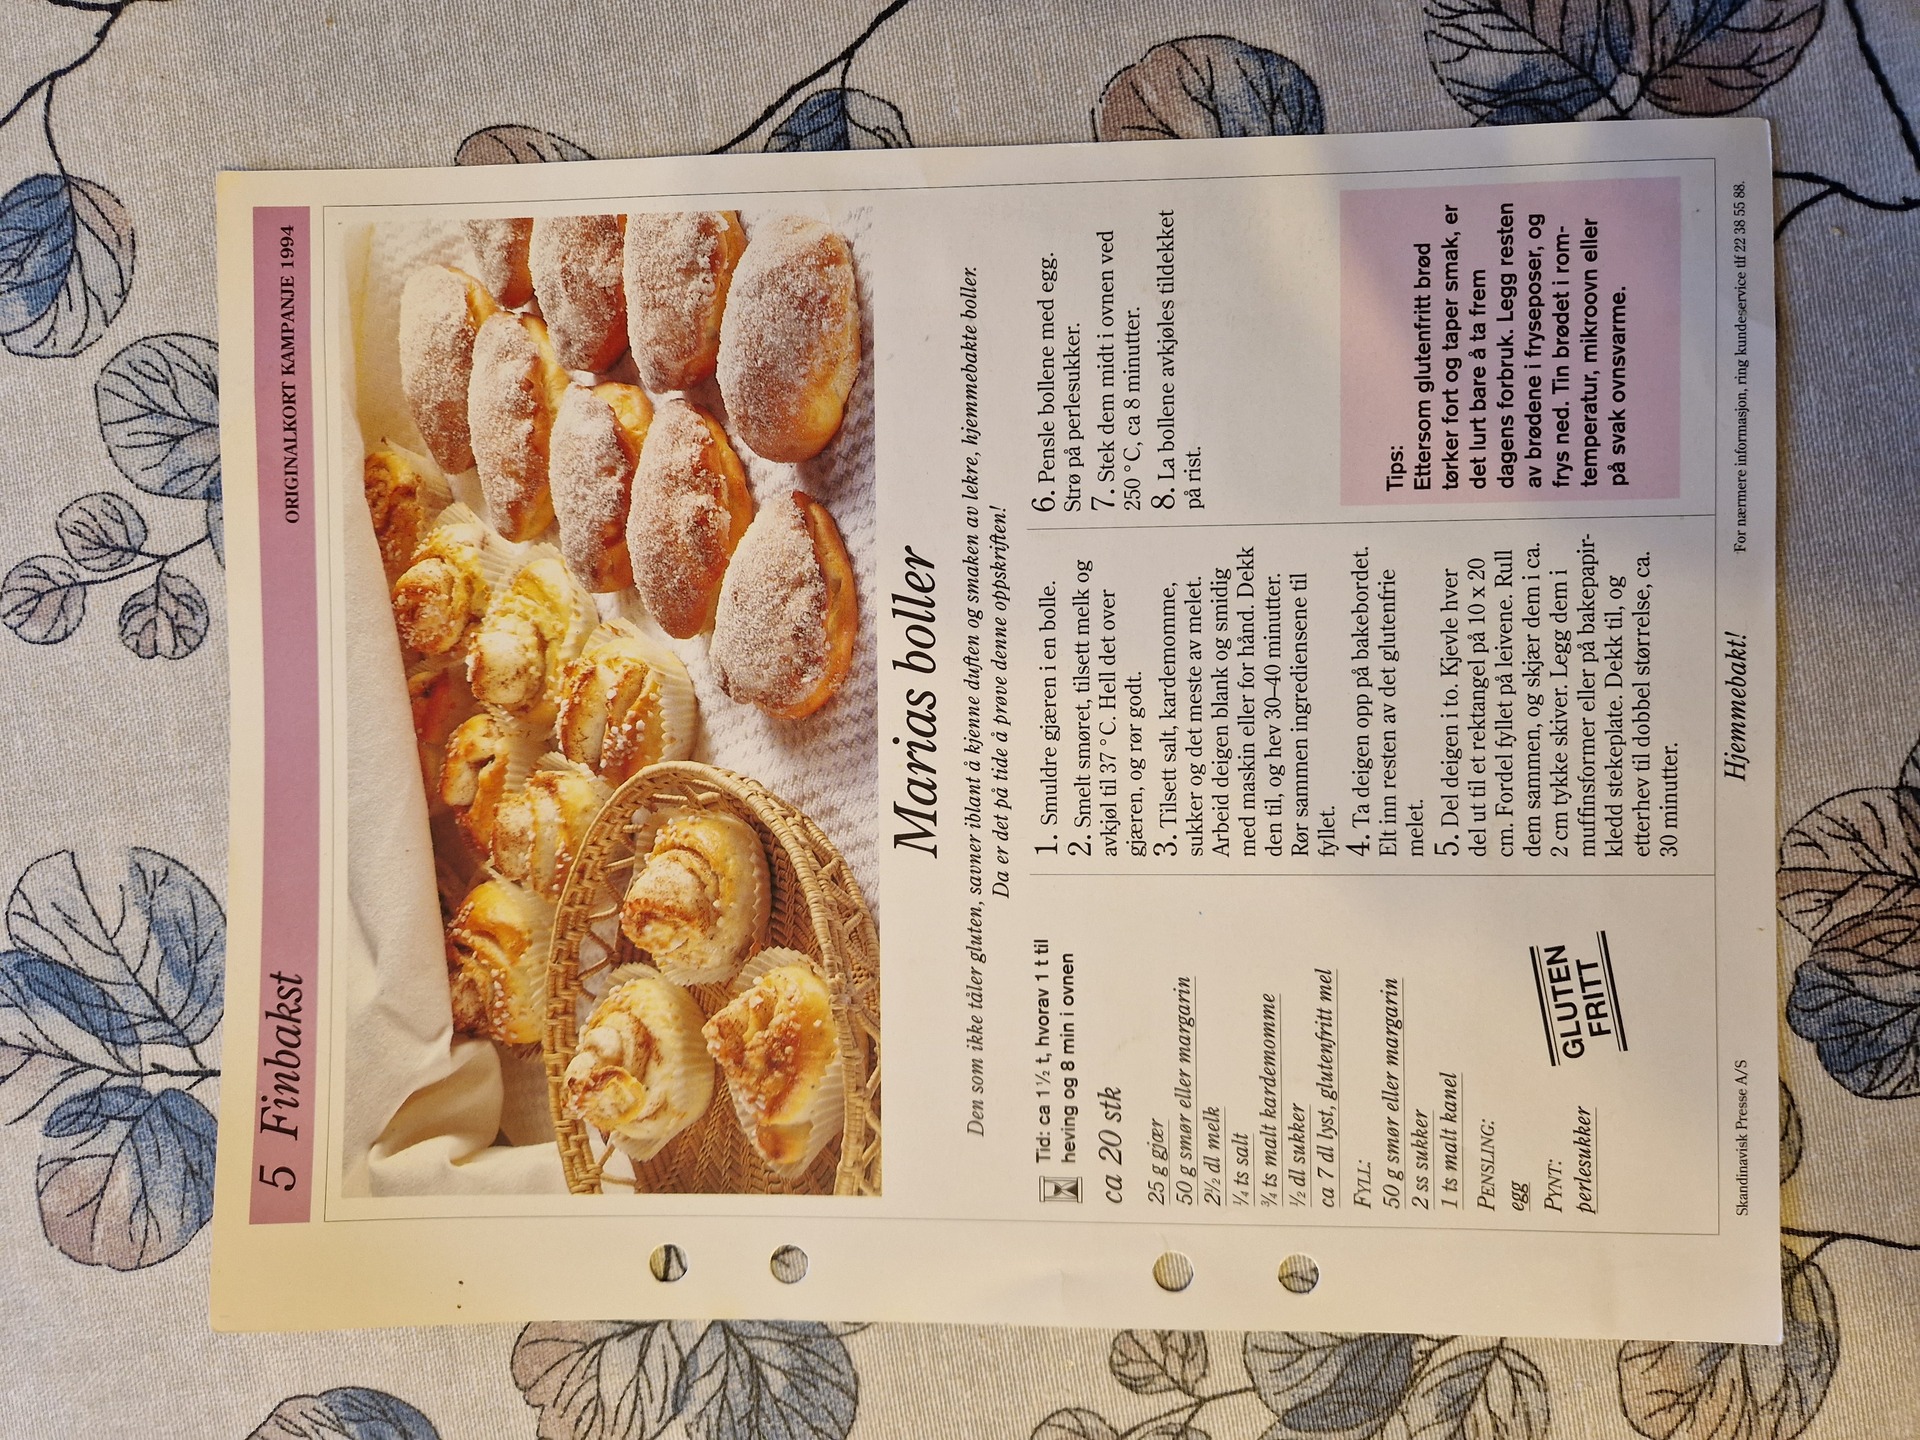 5 Finbakst
ORIGINALKORT KAMPANJE 1994
Marias boller
Den som ikke tåler gluten, savner iblant å kjenne duften og smaken av lekre, hjemmebakte boller.
Da er det på tide å prøve denne oppskriften!
Tid: ca 1 ½ t, hvorav 1 t til
heving og 8 min i ovnen
ca 20 stk
25 g gjær
50 g smør eller margarin
2½ dl melk
¼ ts salt
¾ ts malt kardemomme
½ dl sukker
ca 7 dl lyst, glutenfritt mel
FYLL:
50 g smør eller margarin
2 ss sukker
1 ts malt kanel
PENSLING:
egg
PYNT:
perlesukker
GLUTEN
FRITT
1. Smuldre gjæren i en bolle.
2. Smelt smøret, tilsett melk og
avkjøl til 37 °C. Hell det over
gjæren, og rør godt.
3. Tilsett salt, kardemomme,
sukker og det meste av melet.
Arbeid deigen blank og smidig
med maskin eller for hånd. Dekk
den til, og hev 30–40 minutter.
Rør sammen ingrediensene til
fyllet.
4. Ta deigen opp på bakebordet.
Elt inn resten av det glutenfrie
melet.
5. Del deigen i to. Kjevle hver
del ut til et rektangel på 10 x 20
cm. Fordel fyllet på leivene. Rull
dem sammen, og skjær dem i ca.
2 cm tykke skiver. Legg dem i
muffinsformer eller på bakepapir-
kledd stekeplate. Dekk til, og
etterhev til dobbel størrelse, ca.
30 minutter.
6. Pensle bollene med egg.
Strø på perlesukker.
7. Stek dem midt i ovnen ved
250 °C, ca 8 minutter.
8. La bollene avkjøles tildekket
på rist.
Tips:
Ettersom glutenfritt brød
tørker fort og taper smak, er
det lurt bare å ta frem
dagens forbruk. Legg resten
av brødene i fryseposer, og
frys ned. Tin brødet i rom-
temperatur, mikroovn eller
på svak ovnsvarme.
Skandinavisk Presse A/S
Hjemmebakt!
For nærmere informasjon, ring kundeservice tlf 22 38 55 88.